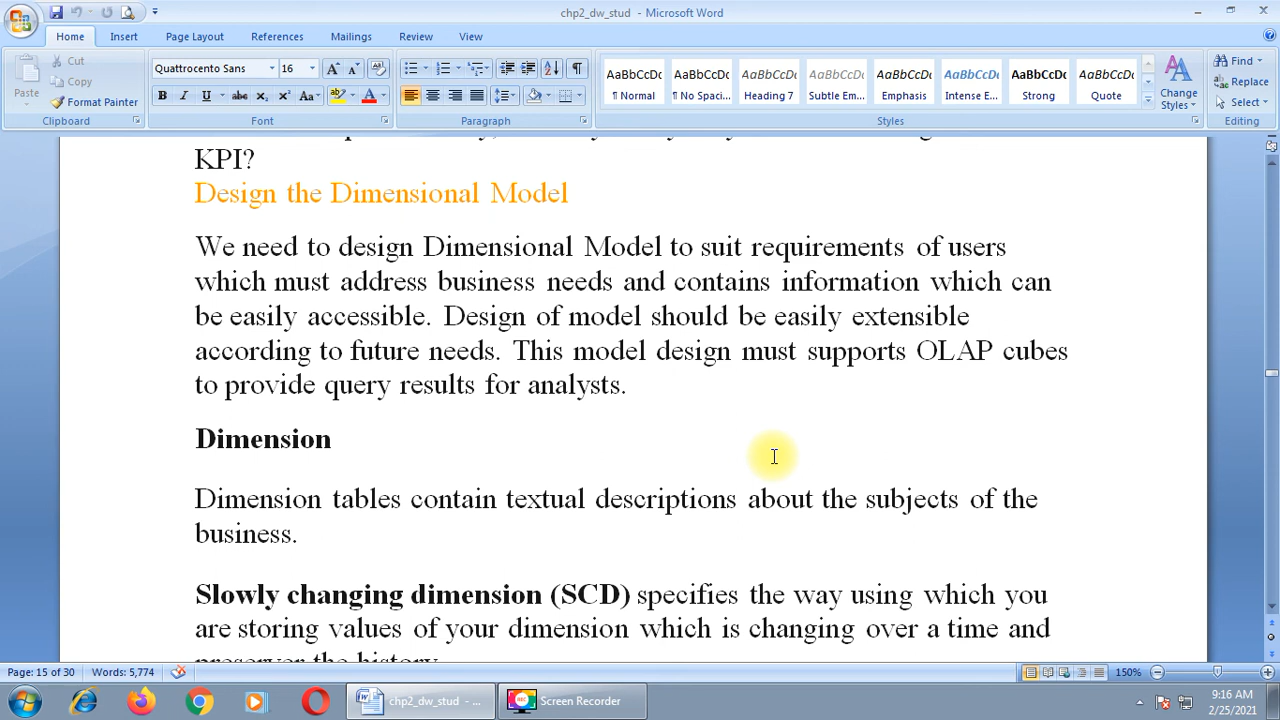 chp2_dw_stud - Microsoft Word
Home Insert Page Layout References Mailings Review View
Paste
Cut
Copy
Format Painter
Clipboard
Quattrocento Sans 16
Font
Paragraph
AaBbCcDc AaBbCcDc AaBbCcDc AaBbCcDc AaBbCcDc AaBbCcDc AaBbCcDc AaBbCcDc
¶ Normal ¶ No Spaci... Heading 7 Subtle Em... Emphasis Intense E... Strong Quote
Change Styles
Styles
Find
Replace
Select
Editing
KPI?
Design the Dimensional Model
We need to design Dimensional Model to suit requirements of users
which must address business needs and contains information which can
be easily accessible. Design of model should be easily extensible
according to future needs. This model design must supports OLAP cubes
to provide query results for analysts.
Dimension
Dimension tables contain textual descriptions about the subjects of the
business.
Slowly changing dimension (SCD) specifies the way using which you
are storing values of your dimension which is changing over a time and
preserver the history
Page: 15 of 30 Words: 5,774 150%
chp2_dw_stud - ... Screen Recorder
9:16 AM
2/25/2021